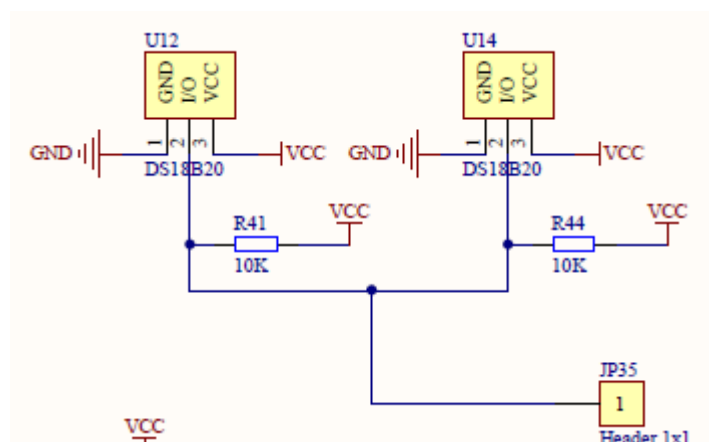 U12
GND
I/O
VCC
1
2
3
GND
VCC
DS18B20
U14
GND
I/O
VCC
1
2
3
GND
VCC
DS18B20
R41
10K
VCC
R44
10K
VCC
JP35
1
Header 1x1
VCC